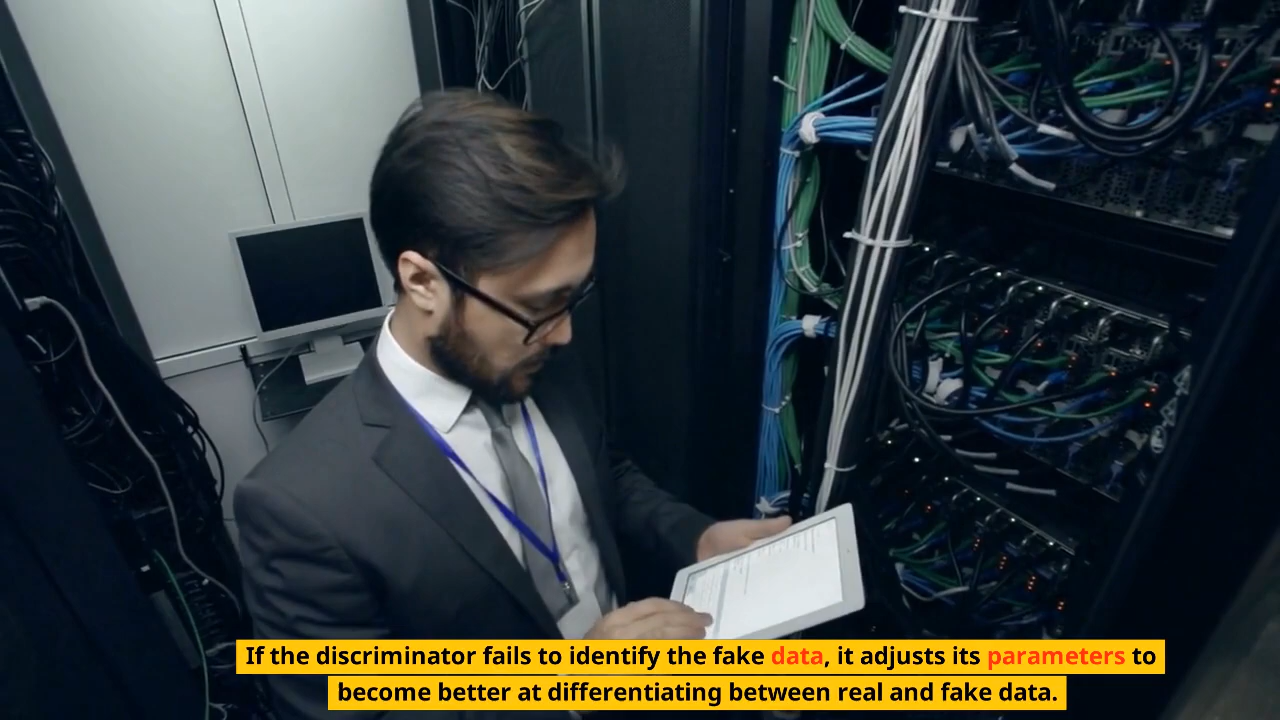 If the discriminator fails to identify the fake data, it adjusts its parameters to
become better at differentiating between real and fake data.